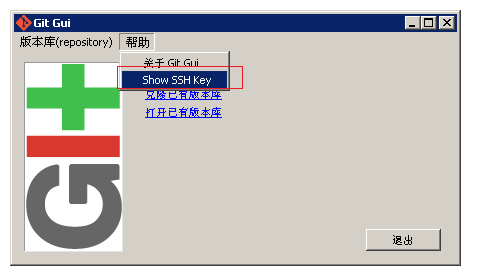 Git Gui
版本库(repository) 帮助
关于 Git Gui
Show SSH Key
克隆已有版本库
打开已有版本库
GIT
退出